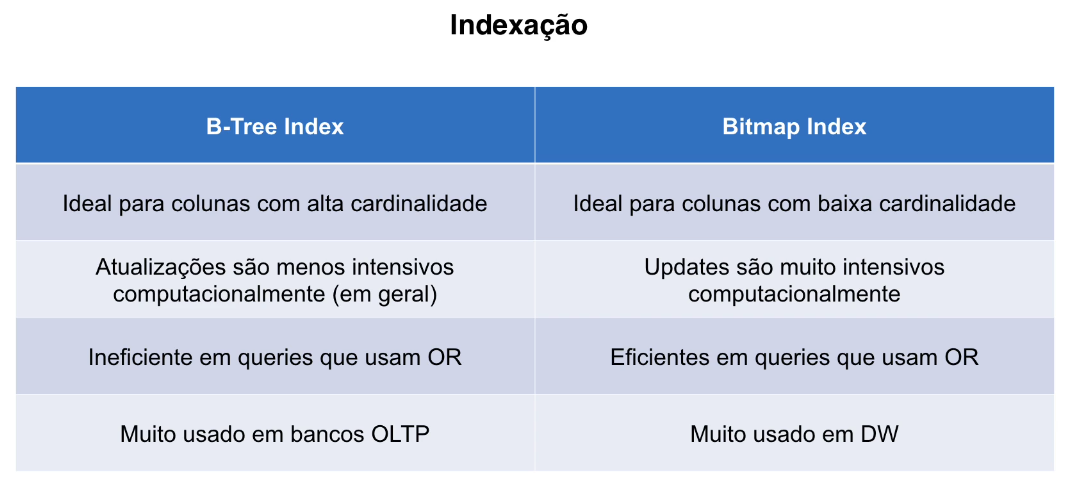 Indexação
B-Tree Index
Bitmap Index
Ideal para colunas com alta cardinalidade
Ideal para colunas com baixa cardinalidade
Atualizações são menos intensivos
computacionalmente (em geral)
Updates são muito intensivos
computacionalmente
Ineficiente em queries que usam OR
Eficientes em queries que usam OR
Muito usado em bancos OLTP
Muito usado em DW